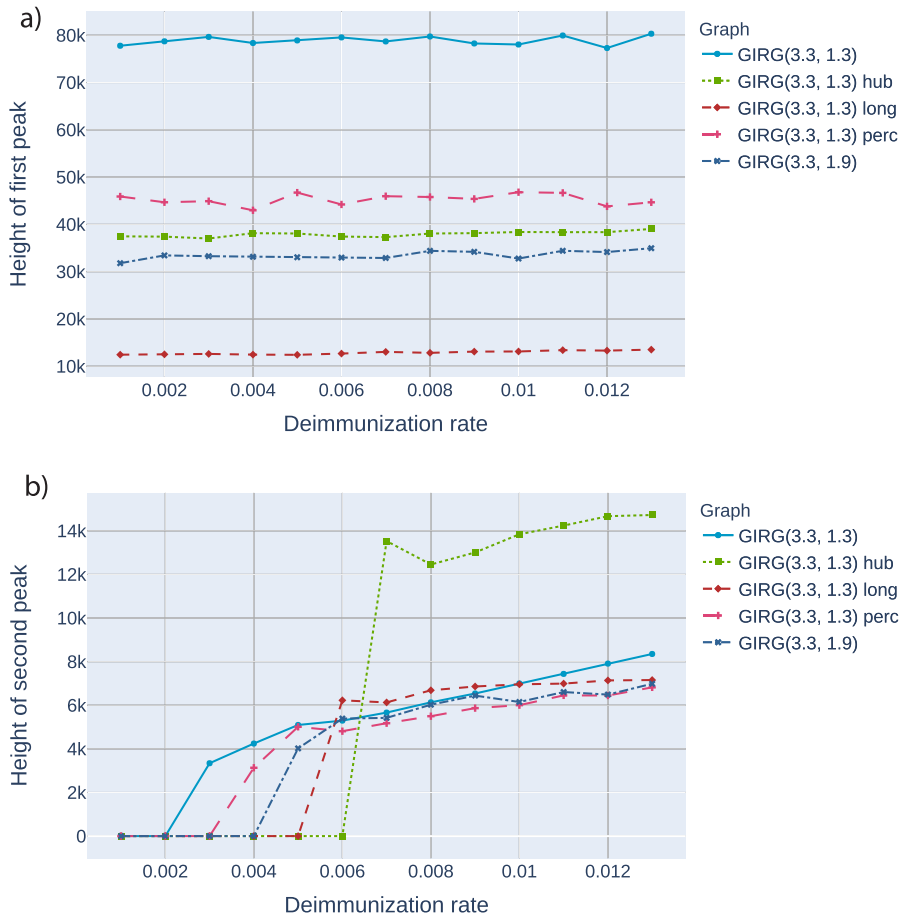 a)
80k
70k
60k
50k
40k
30k
20k
10k
Height of first peak
0.002 0.004 0.006 0.008 0.01 0.012
Deimmunization rate
Graph
GIRG(3.3, 1.3)
GIRG(3.3, 1.3) hub
GIRG(3.3, 1.3) long
GIRG(3.3, 1.3) perc
GIRG(3.3, 1.9)
b)
14k
12k
10k
8k
6k
4k
2k
0
Height of second peak
0.002 0.004 0.006 0.008 0.01 0.012
Deimmunization rate
Graph
GIRG(3.3, 1.3)
GIRG(3.3, 1.3) hub
GIRG(3.3, 1.3) long
GIRG(3.3, 1.3) perc
GIRG(3.3, 1.9)